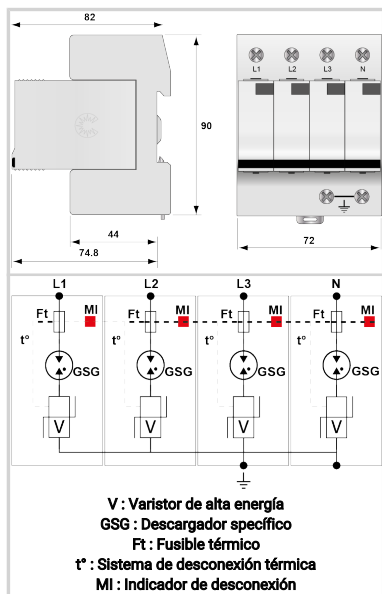 82
L1 L2 L3 N
90
44
74.8
72
L1 L2 L3 N
Ft MI Ft MI Ft MI Ft MI
t° t° t° t°
GSG GSG GSG GSG
V V V V
V : Varistor de alta energía
GSG : Descargador specífico
Ft : Fusible térmico
t° : Sistema de desconexión térmica
MI : Indicador de desconexión